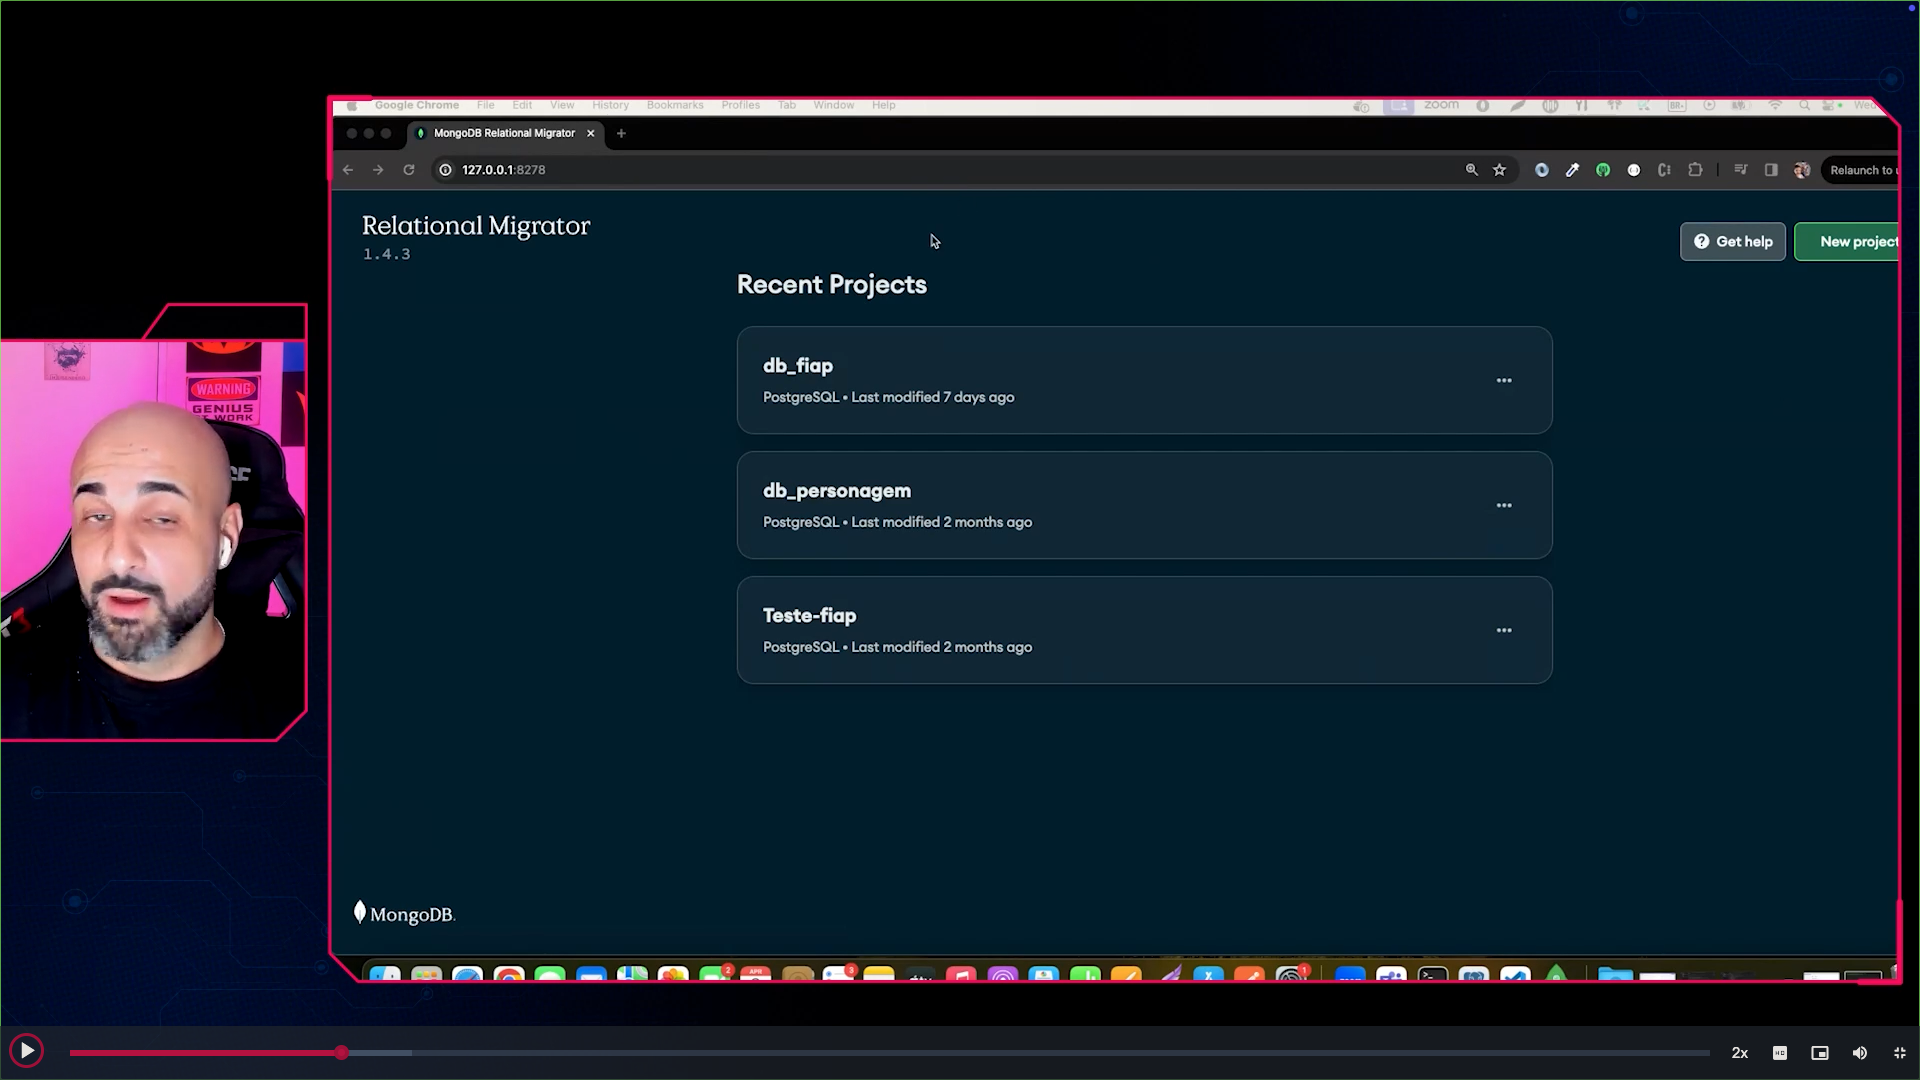 Google Chrome File Edit View History Bookmarks Profiles Tab Window Help zoom
MongoDB Relational Migrator
127.0.0.1:8278
Relaunch to
Relational Migrator
1.4.3
Get help
New project
Recent Projects
db_fiap
PostgreSQL • Last modified 7 days ago
db_personagem
PostgreSQL • Last modified 2 months ago
Teste-fiap
PostgreSQL • Last modified 2 months ago
MongoDB.
WARNING
GENIUS
AT WORK
2x